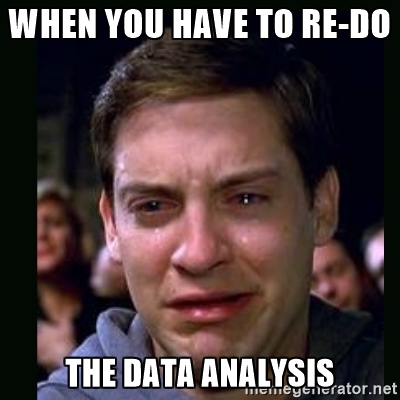 WHEN YOU HAVE TO RE-DO
THE DATA ANALYSIS
memegenerator.net